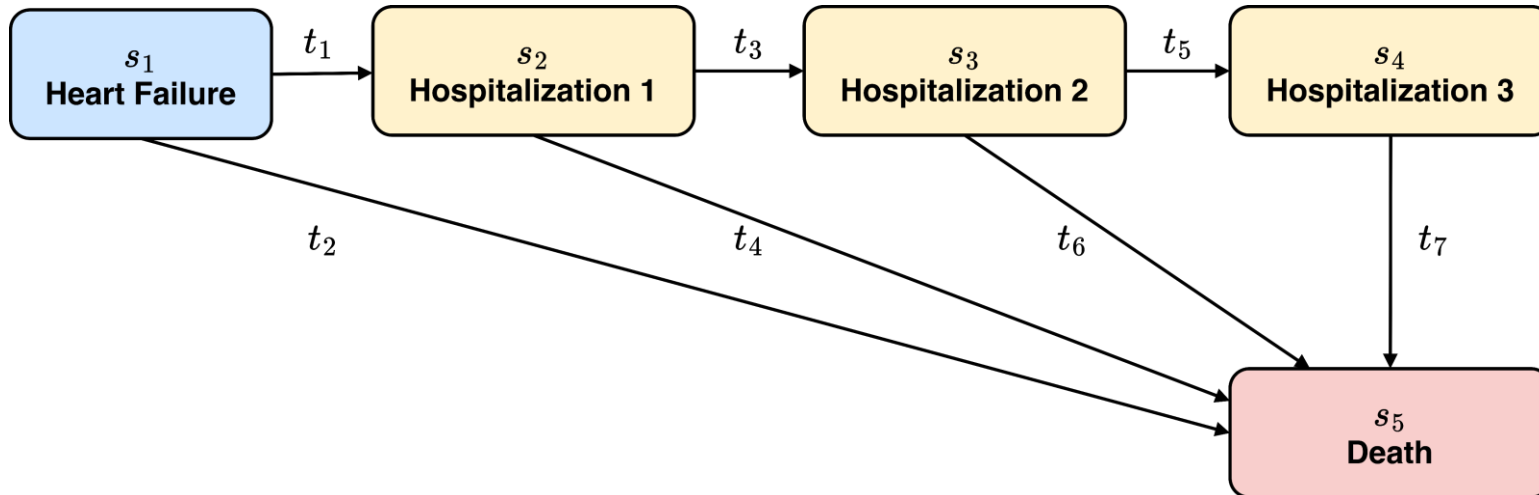 s₁
Heart Failure
t₁
s₂
Hospitalization 1
t₃
s₃
Hospitalization 2
t₅
s₄
Hospitalization 3
t₂
t₄
t₆
t₇
s₅
Death